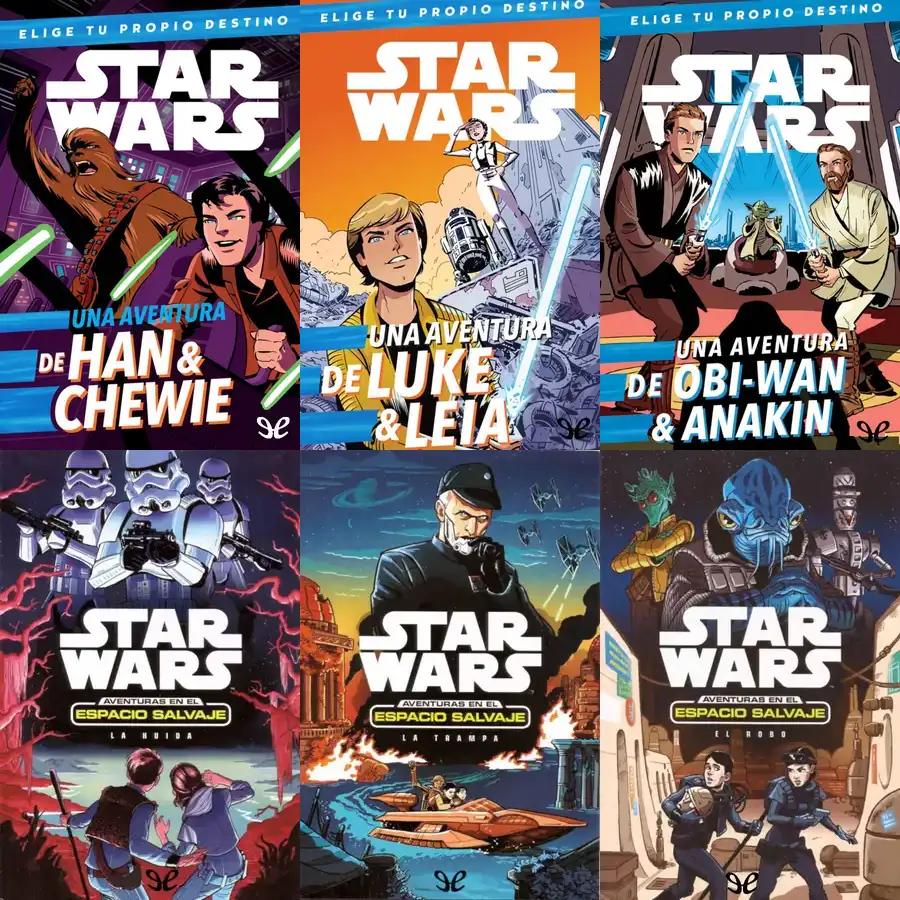 ELIGE TU PROPIO DESTINO
STAR
WARS
UNA AVENTURA
DE HAN &
CHEWIE
ELIGE TU PROPIO DESTINO
STAR
WARS
UNA AVENTURA
DE LUKE
& LEIA
ELIGE TU PROPIO DESTINO
STAR
WARS
UNA AVENTURA
DE OBI-WAN
& ANAKIN
STAR
WARS
AVENTURAS EN EL
ESPACIO SALVAJE
LA HUIDA
STAR
WARS
AVENTURAS EN EL
ESPACIO SALVAJE
LA TRAMPA
STAR
WARS
AVENTURAS EN EL
ESPACIO SALVAJE
EL ROBO